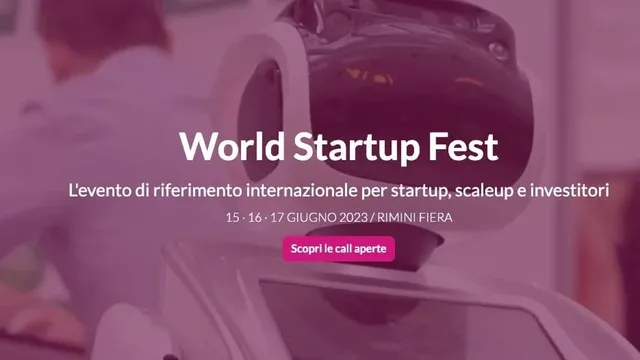 World Startup Fest
L'evento di riferimento internazionale per startup, scaleup e investitori
15 · 16 · 17 GIUGNO 2023 / RIMINI FIERA
Scopri le call aperte